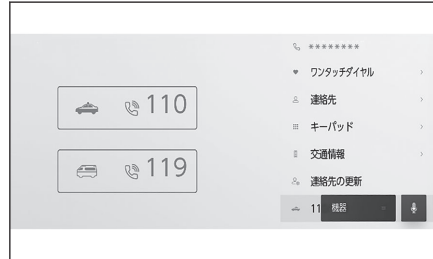 110
119
********
ワンタッチダイヤル
連絡先
キーパッド
交通情報
連絡先の更新
11
機器